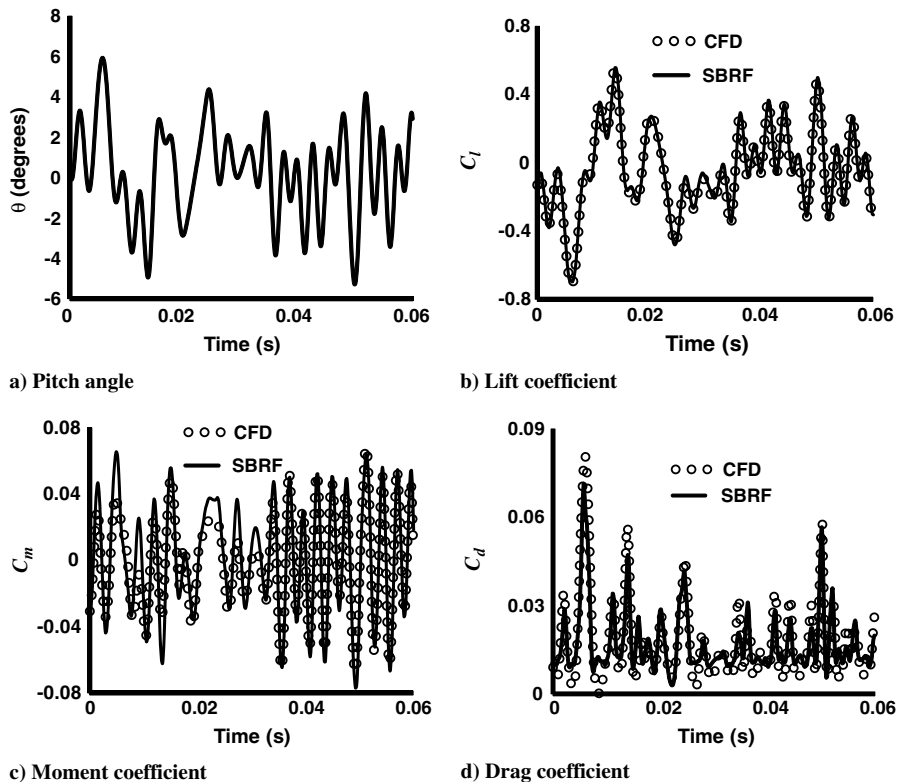 8
6
4
2
0
-2
-4
-6
θ (degrees)
0 0.02 0.04 0.06
Time (s)
a) Pitch angle
0.8
0.4
0
-0.4
-0.8
Cl
CFD
SBRF
0 0.02 0.04 0.06
Time (s)
b) Lift coefficient
0.08
0.04
0
-0.04
-0.08
Cm
CFD
SBRF
0 0.02 0.04 0.06
Time (s)
c) Moment coefficient
0.09
0.06
0.03
0
Cd
CFD
SBRF
0 0.02 0.04 0.06
Time (s)
d) Drag coefficient